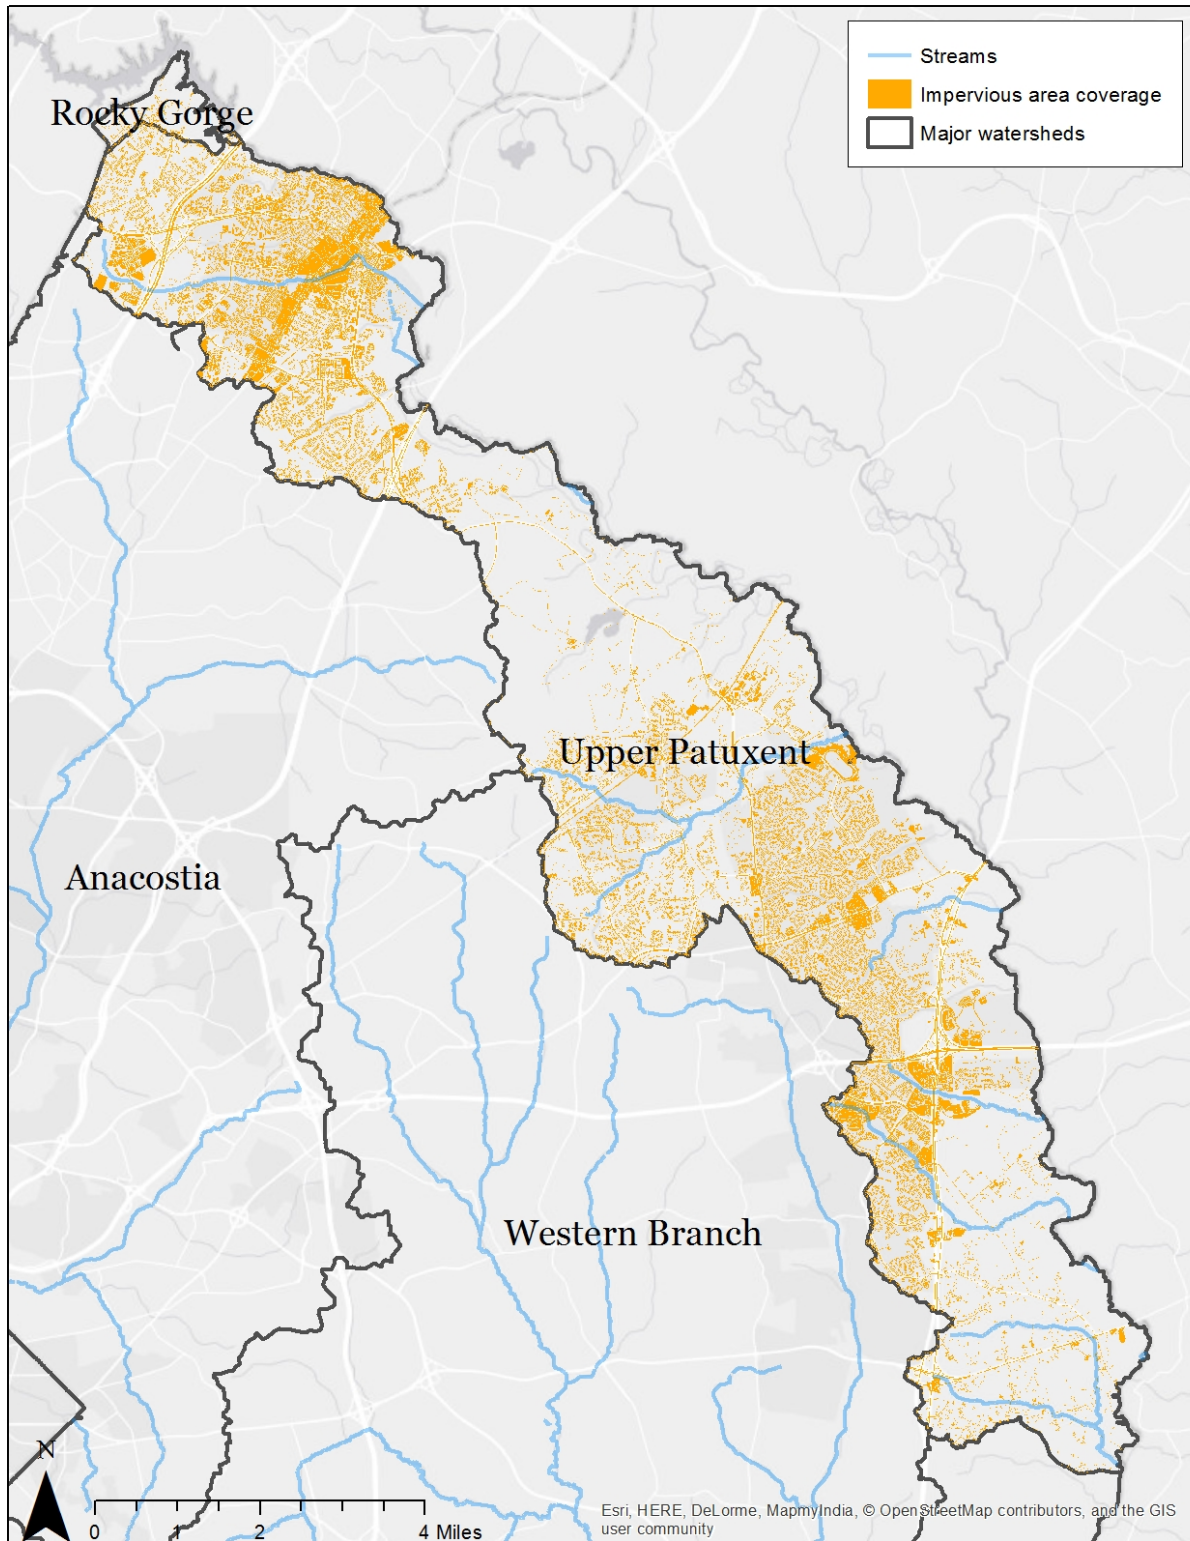 Streams
Impervious area coverage
Major watersheds
Rocky Gorge
Upper Patuxent
Anacostia
Western Branch
N
0 1 2 4 Miles
Esri, HERE, DeLorme, MapmyIndia, © OpenStreetMap contributors, and the GIS
user community